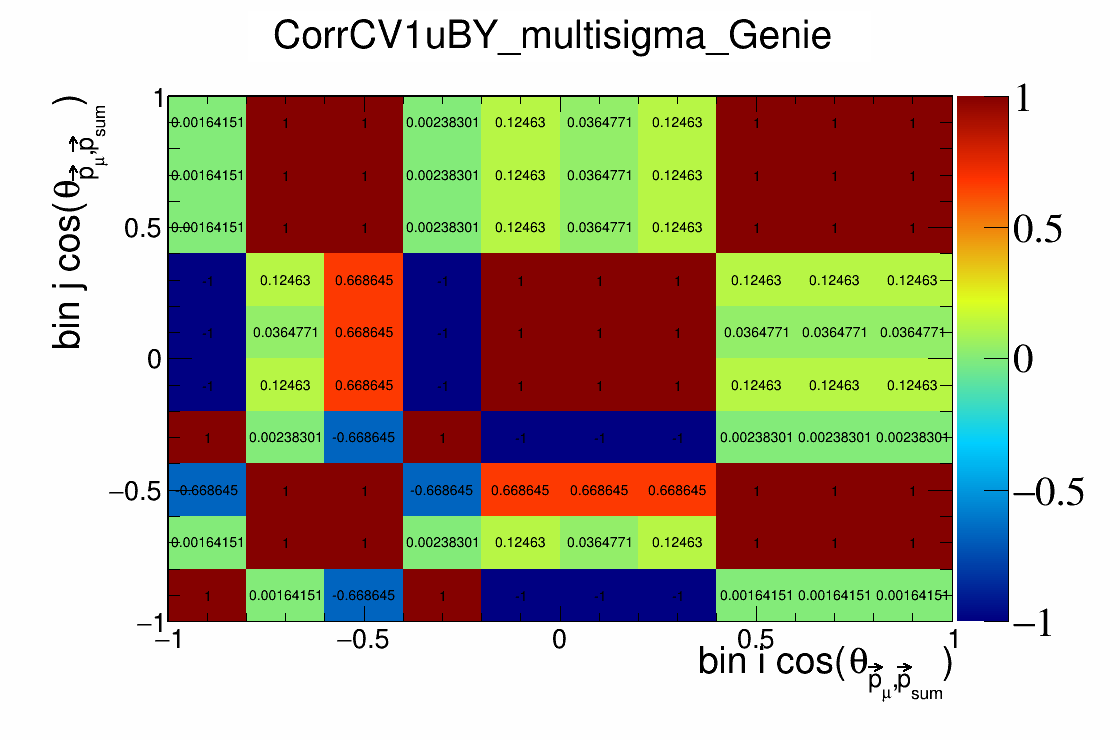 CorrCV1uBY_multisigma_Genie
bin j cos(θ p⃗μ,p⃗sum)
1
0.00164151 1 1 0.00238301 0.12463 0.0364771 0.12463 1 1 1
0.00164151 1 1 0.00238301 0.12463 0.0364771 0.12463 1 1 1
0.5
0.00164151 1 1 0.00238301 0.12463 0.0364771 0.12463 1 1 1
-1 0.12463 0.668645 -1 1 1 1 0.12463 0.12463 0.12463
-1 0.0364771 0.668645 -1 1 1 1 0.0364771 0.0364771 0.0364771
0
-1 0.12463 0.668645 -1 1 1 1 0.12463 0.12463 0.12463
1 0.00238301 -0.668645 1 -1 -1 -1 0.00238301 0.00238301 0.00238301
−0.5
-0.668645 1 1 -0.668645 0.668645 0.668645 0.668645 1 1 1
0.00164151 1 1 0.00238301 0.12463 0.0364771 0.12463 1 1 1
1 0.00164151 -0.668645 1 -1 -1 -1 0.00164151 0.00164151 0.00164151
−1
−1 −0.5 0 0.5 1
bin i cos(θ p⃗μ,p⃗sum)
1
0.5
0
−0.5
−1